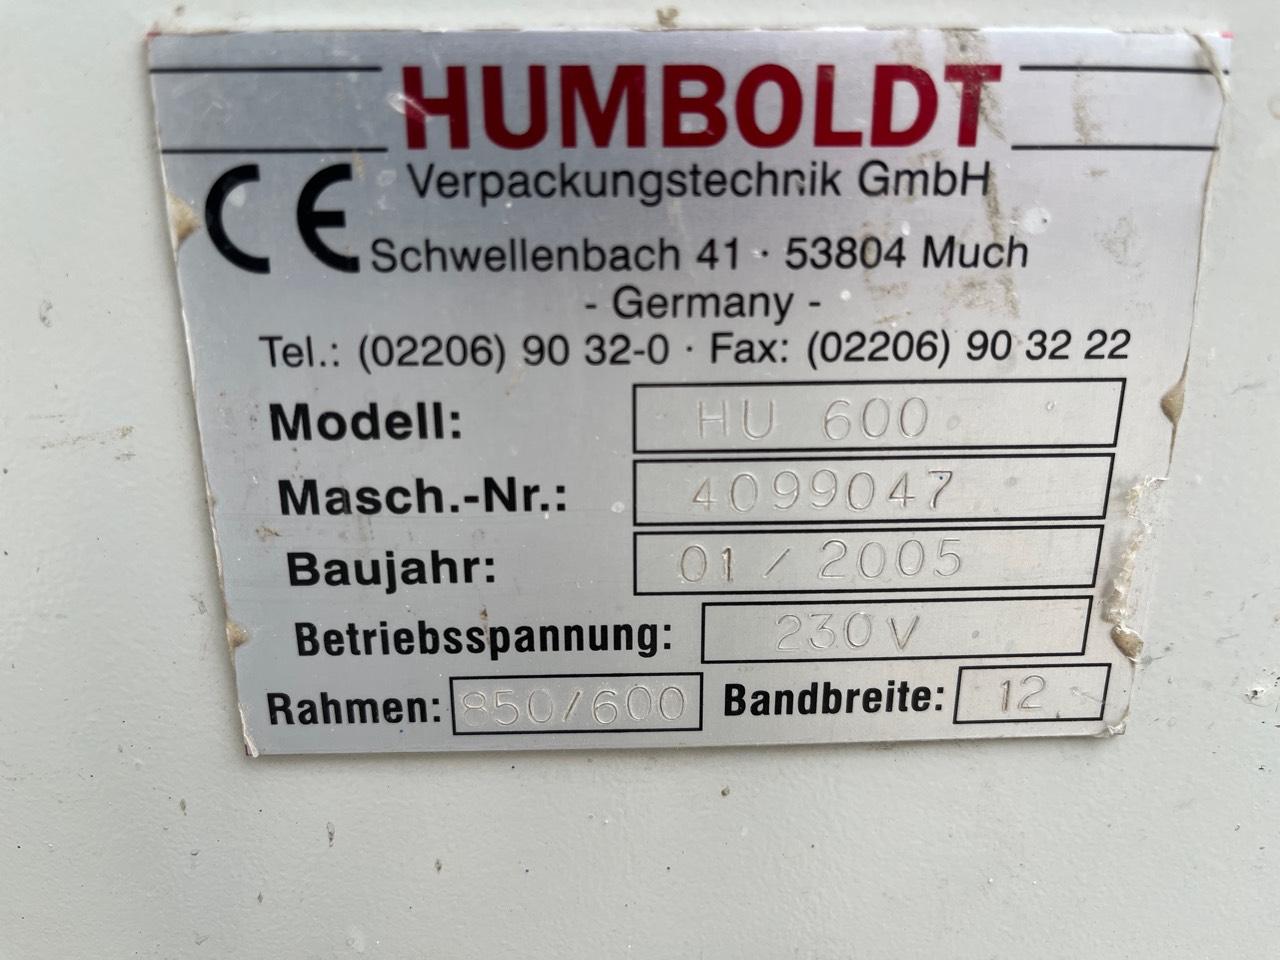 HUMBOLDT
CE Verpackungstechnik GmbH
Schwellenbach 41 · 53804 Much
- Germany -
Tel.: (02206) 90 32-0 · Fax: (02206) 90 32 22
Modell: HU 600
Masch.-Nr.: 4099047
Baujahr: 01/2005
Betriebsspannung: 230V
Rahmen: 850/600 Bandbreite: 12